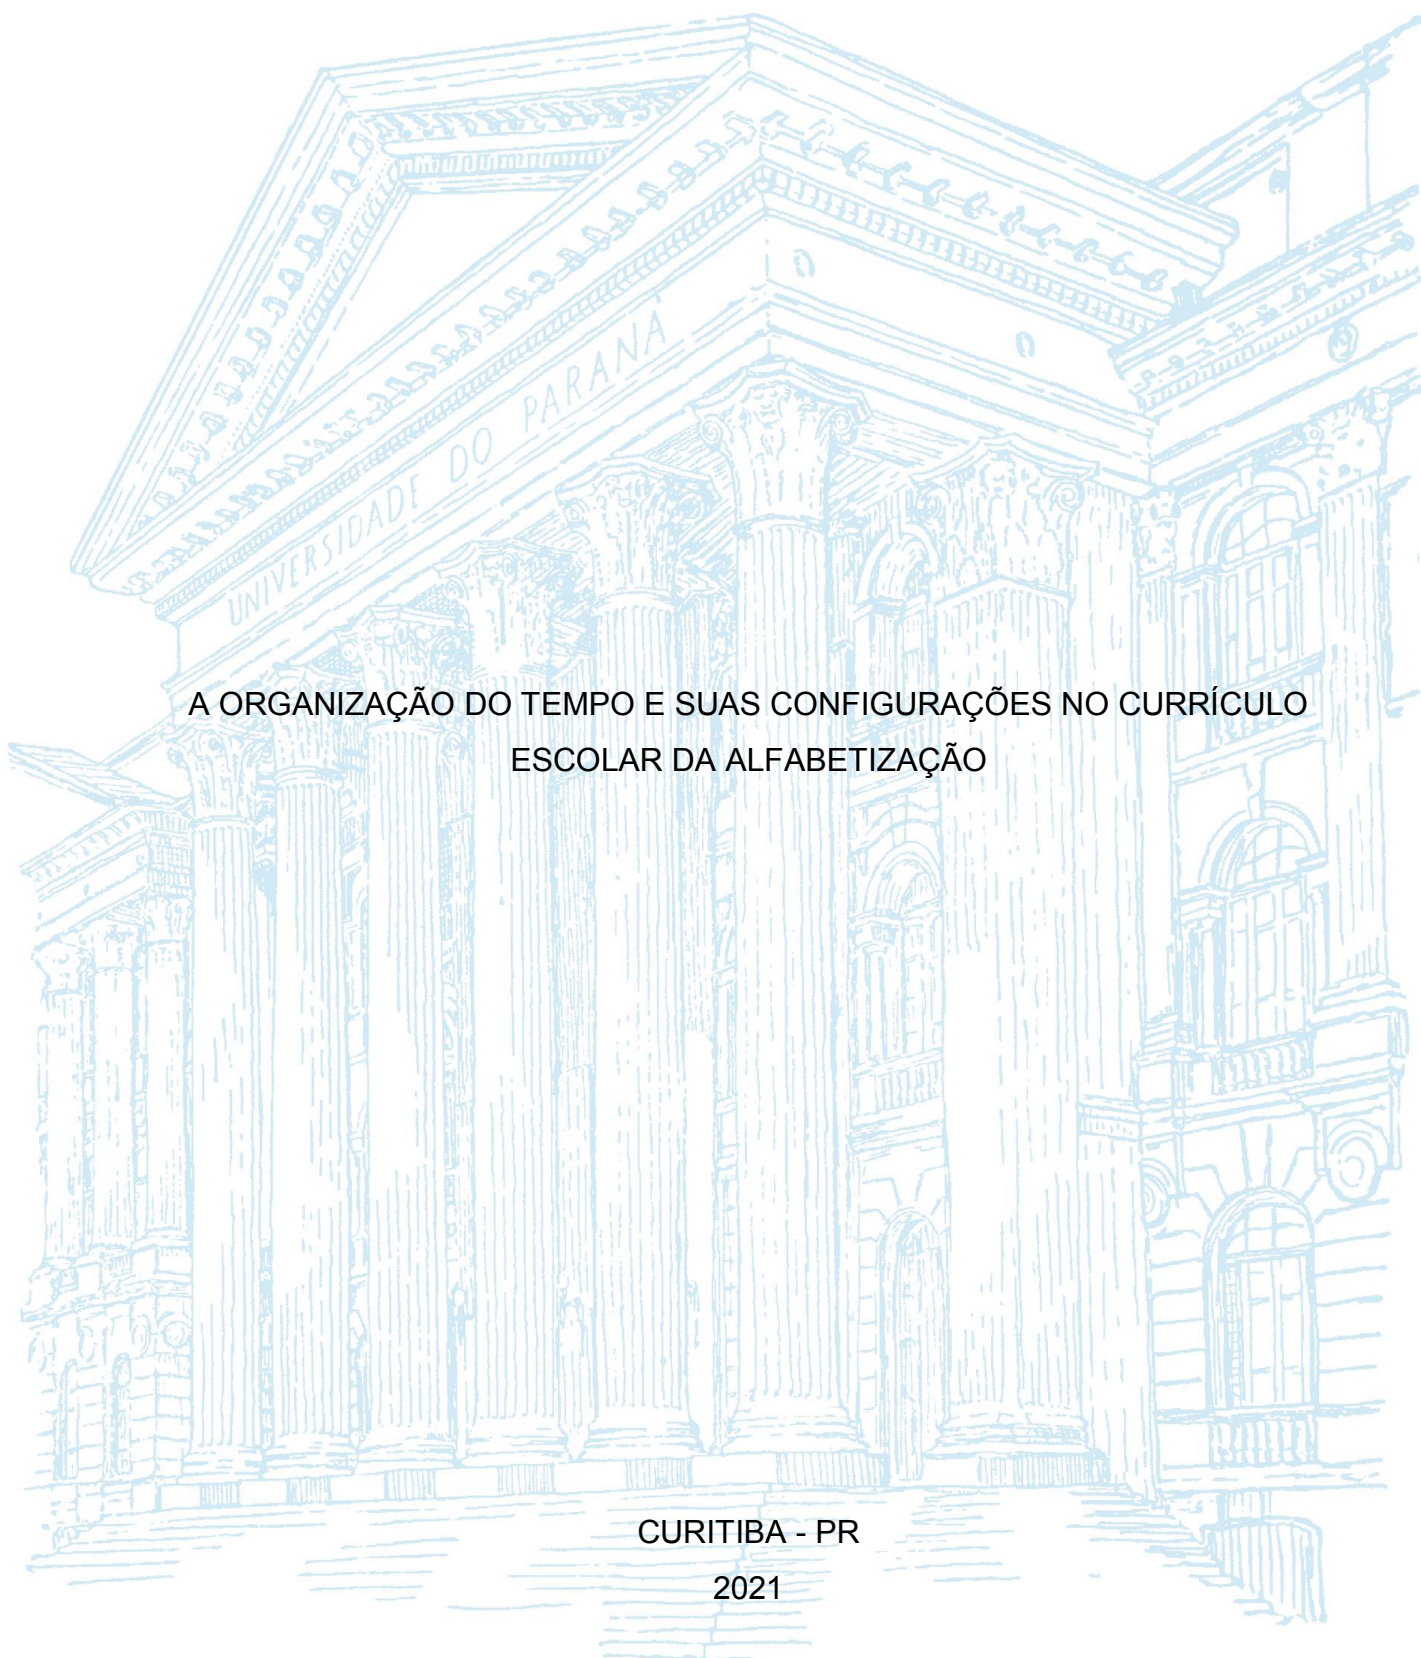 UNIVERSIDADE DO PARANÁ
A ORGANIZAÇÃO DO TEMPO E SUAS CONFIGURAÇÕES NO CURRÍCULO
ESCOLAR DA ALFABETIZAÇÃO
CURITIBA - PR
2021